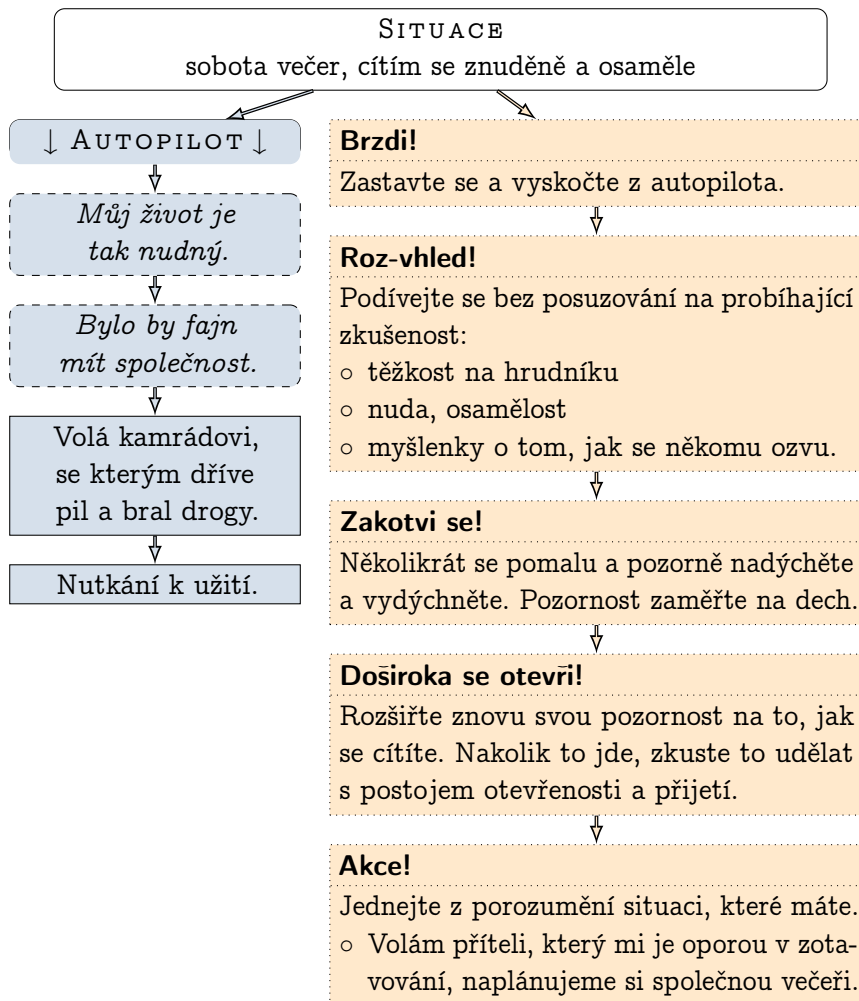 SITUACE
sobota večer, cítím se znuděně a osaměle
↓ AUTOPILOT ↓
Můj život je
tak nudný.
Bylo by fajn
mít společnost.
Volá kamrádovi,
se kterým dříve
pil a bral drogy.
Nutkání k užití.
Brzdi!
Zastavte se a vyskočte z autopilota.
Roz-vhled!
Podívejte se bez posuzování na probíhající
zkušenost:
◦ těžkost na hrudníku
◦ nuda, osamělost
◦ myšlenky o tom, jak se někomu ozvu.
Zakotvi se!
Několikrát se pomalu a pozorně nadýchěte
a vydýchněte. Pozornost zaměřte na dech.
Doširoka se otevři!
Rozšiřte znovu svou pozornost na to, jak
se cítíte. Nakolik to jde, zkuste to udělat
s postojem otevřenosti a přijetí.
Akce!
Jednejte z porozumění situaci, které máte.
◦ Volám příteli, který mi je oporou v zota-
vování, naplánujeme si společnou večeři.